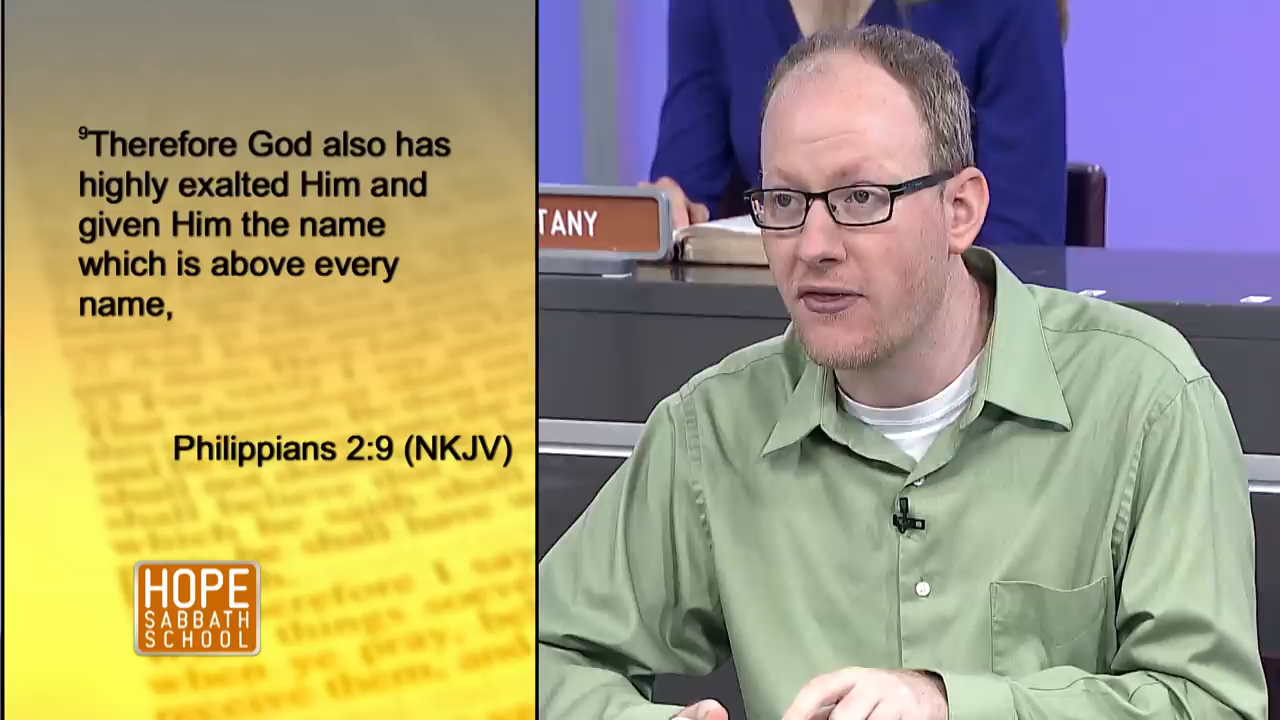 ⁹Therefore God also has
highly exalted Him and
given Him the name
which is above every
name,
Philippians 2:9 (NKJV)
HOPE
SABBATH
SCHOOL
TANY